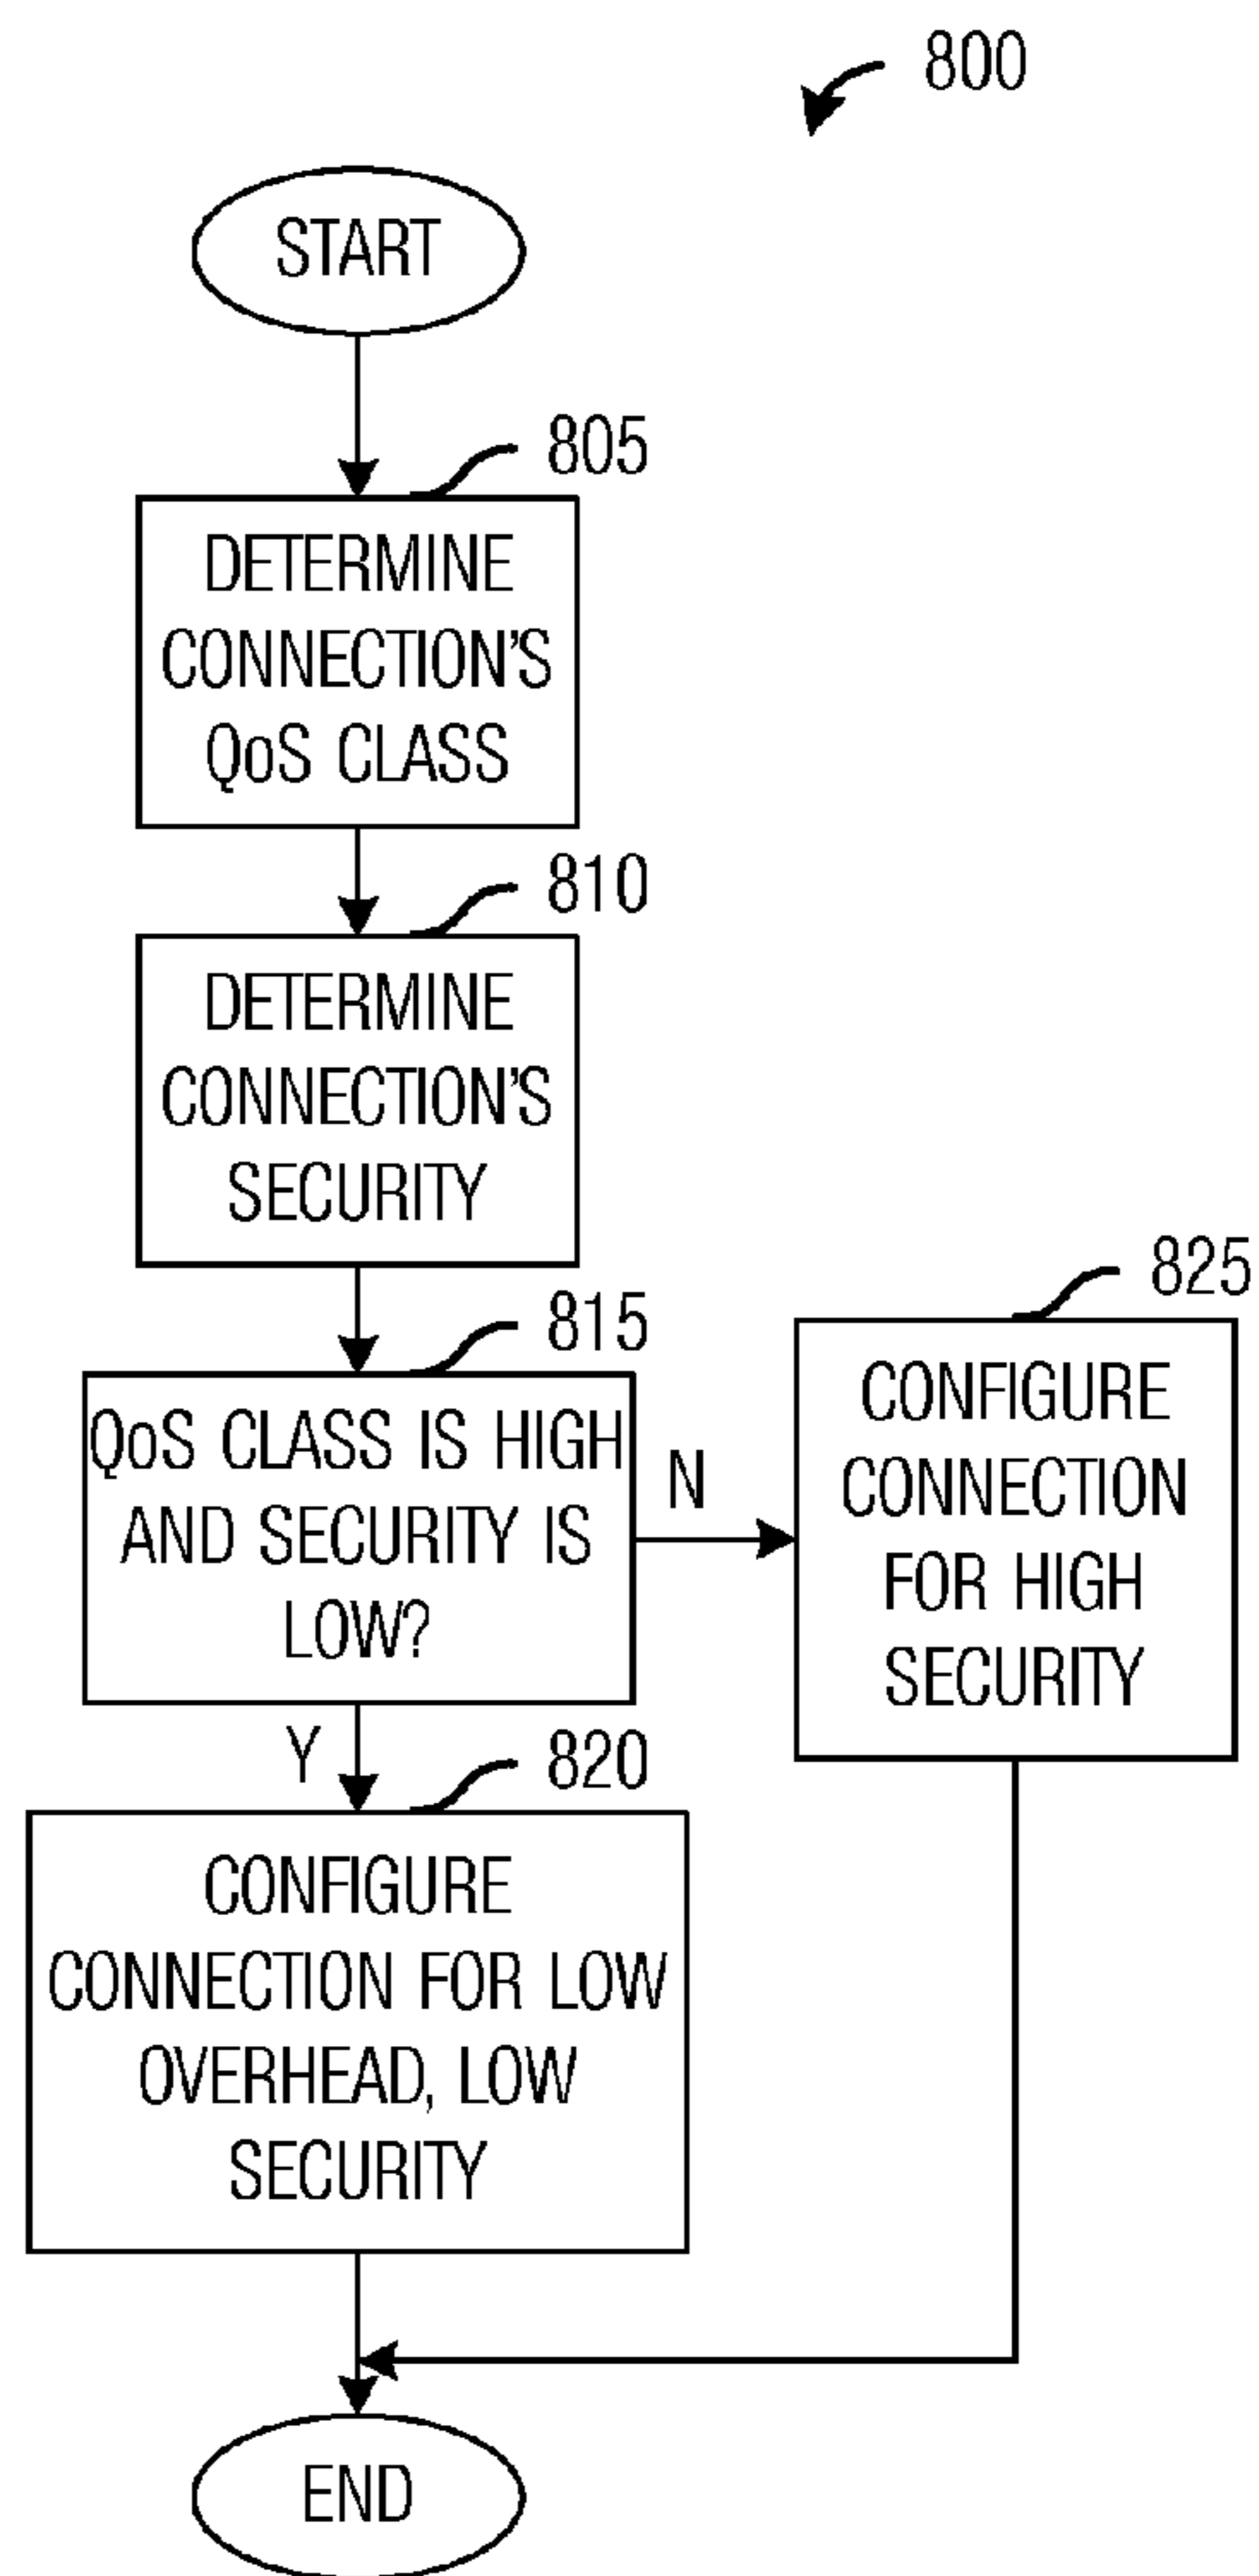 800
START
805
DETERMINE
CONNECTION'S
QoS CLASS
810
DETERMINE
CONNECTION'S
SECURITY
815
QoS CLASS IS HIGH
AND SECURITY IS
LOW?
N
825
CONFIGURE
CONNECTION
FOR HIGH
SECURITY
Y
820
CONFIGURE
CONNECTION FOR LOW
OVERHEAD, LOW
SECURITY
END